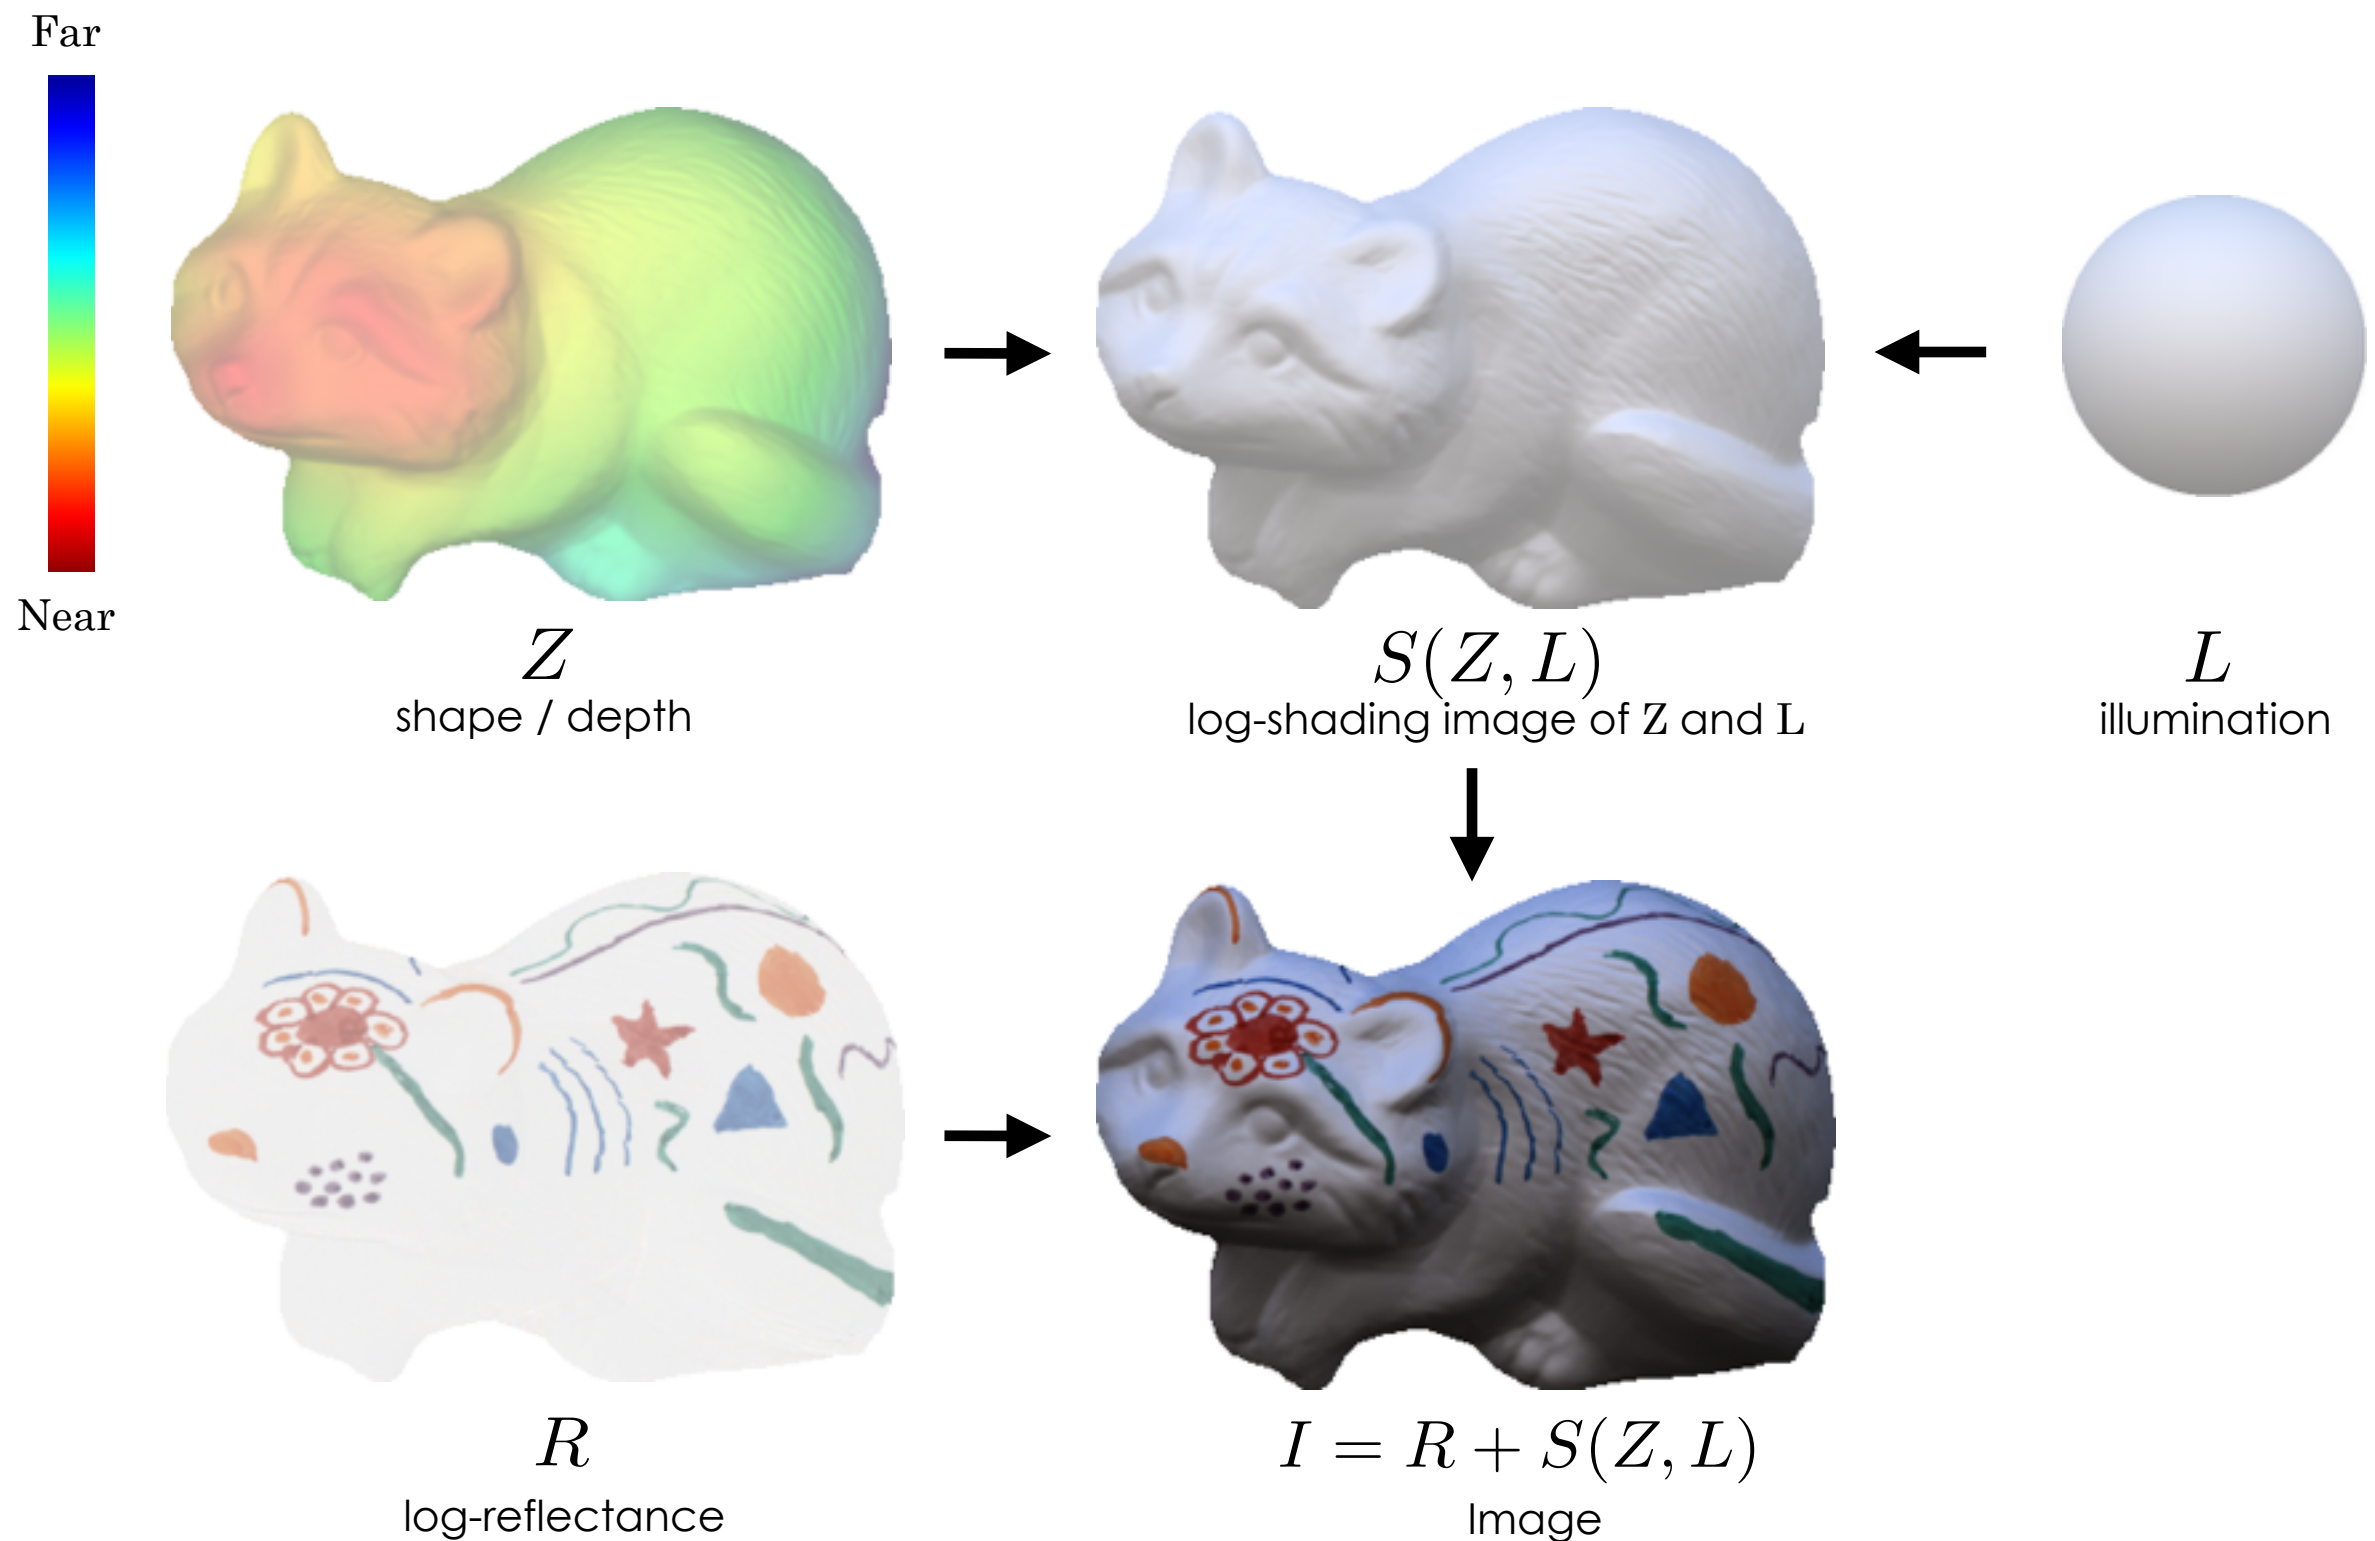 Far
Near
Z
shape / depth
S(Z, L)
log-shading image of Z and L
L
illumination
R
log-reflectance
I = R + S(Z, L)
Image